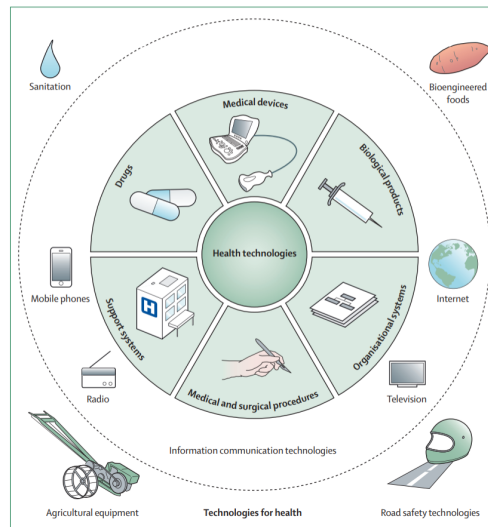 Sanitation
Bioengineered
foods
Medical devices
Drugs
Biological products
Health technologies
Mobile phones
Internet
Support systems
H
Organisational systems
Medical and surgical procedures
Radio
Television
Information communication technologies
Agricultural equipment
Technologies for health
Road safety technologies